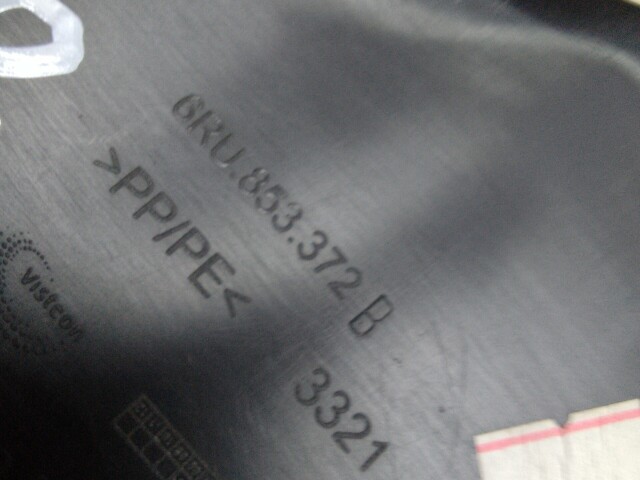 6RU.853.372 B
>PP/PE<
Visteon
3321